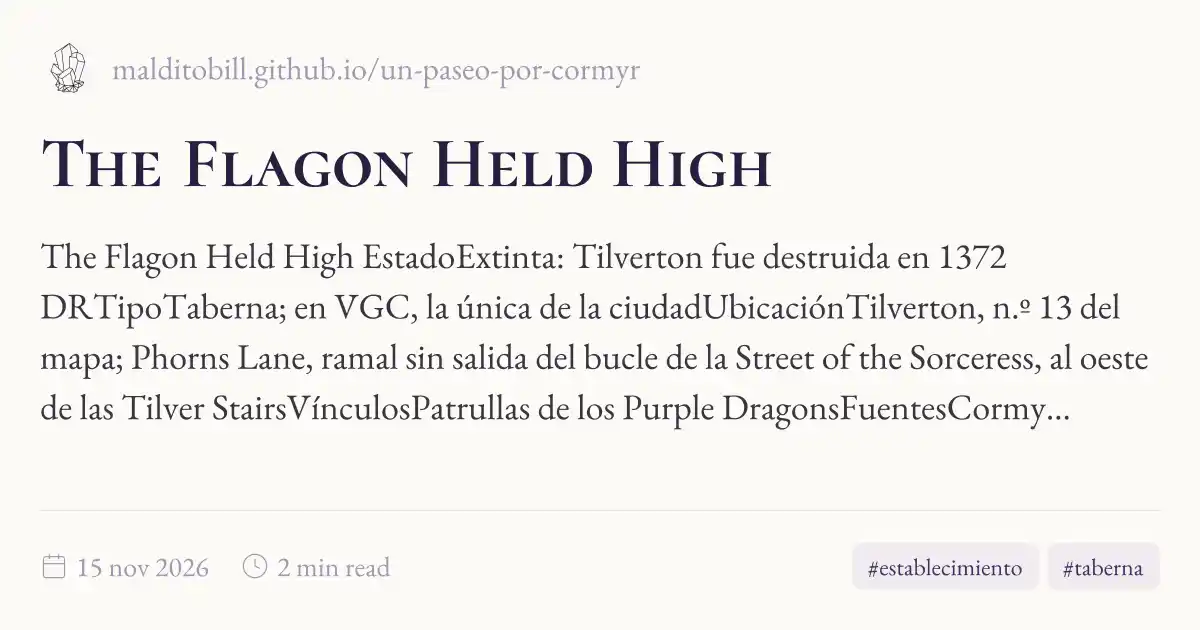 malditobill.github.io/un-paseo-por-cormyr
The Flagon Held High
The Flagon Held High EstadoExtinta: Tilverton fue destruida en 1372
DRTipoTaberna; en VGC, la única de la ciudadUbicaciónTilverton, n.º 13 del
mapa; Phorns Lane, ramal sin salida del bucle de la Street of the Sorceress, al oeste
de las Tilver StairsVínculosPatrullas de los Purple DragonsFuentesCormy...
15 nov 2026 2 min read #establecimiento #taberna